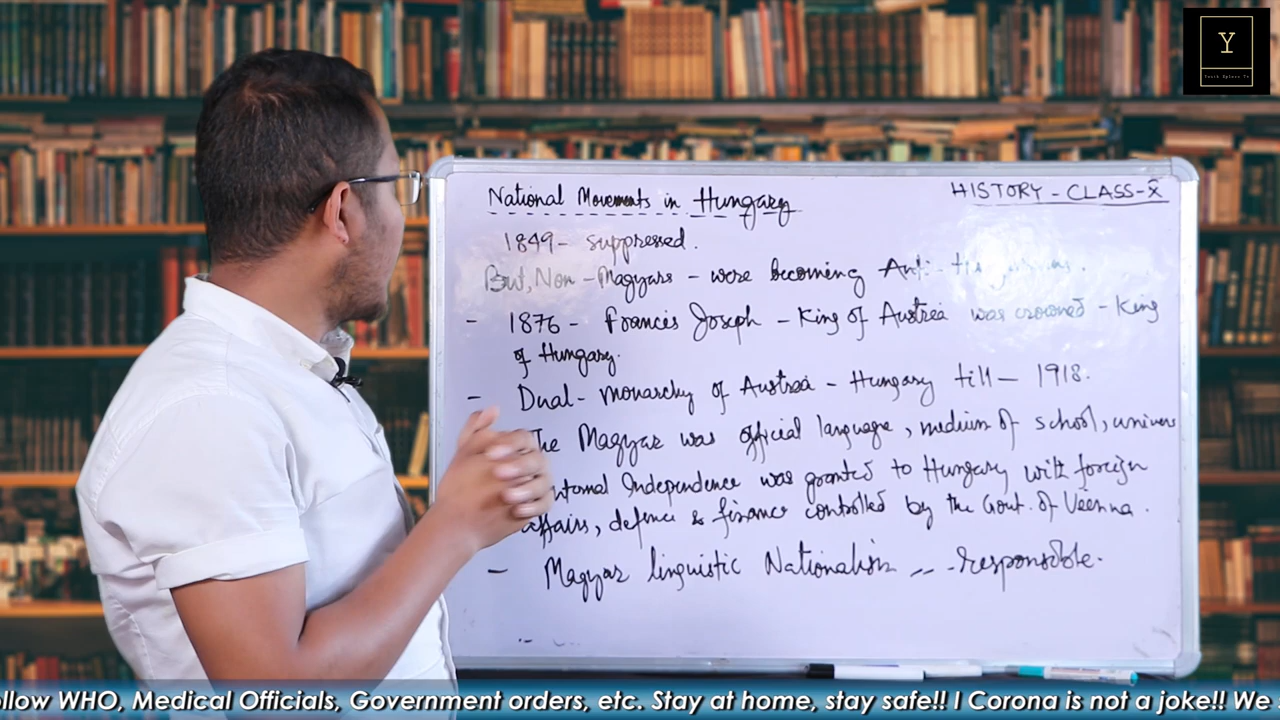 Y
HISTORY - CLASS - X
National Movements in Hungary
1849 - suppressed.
But, Non - Magyars - were becoming Anti -
- 1876 - Francis Joseph - King of Austria was crowned - King
of Hungary.
- Dual - Monarchy of Austria - Hungary till - 1918.
The Magyar was official language, medium of school, univers
Independence was granted to Hungary with foreign
affairs, defence & finance controlled by the Govt. of Vienna.
- Magyar linguistic Nationalism -- responsible.
ollow WHO, Medical Officials, Government orders, etc. Stay at home, stay safe!! I Corona is not a joke!! We